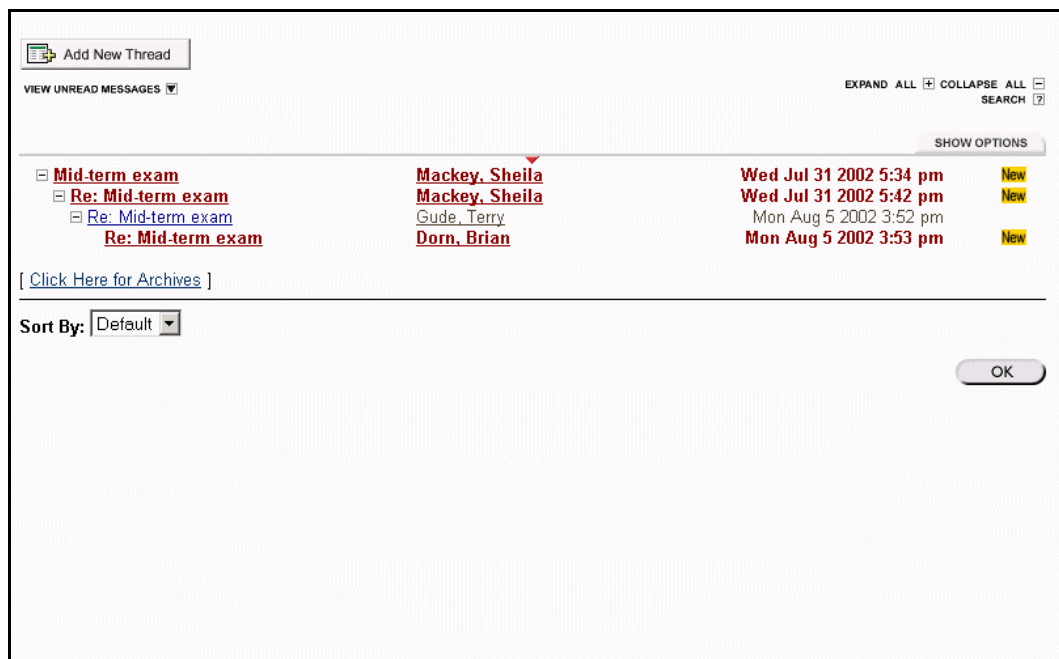 Add New Thread
VIEW UNREAD MESSAGES
EXPAND ALL + COLLAPSE ALL −
SEARCH ?
SHOW OPTIONS
Mid-term exam Mackey, Sheila Wed Jul 31 2002 5:34 pm New
Re: Mid-term exam Mackey, Sheila Wed Jul 31 2002 5:42 pm New
Re: Mid-term exam Gude, Terry Mon Aug 5 2002 3:52 pm
Re: Mid-term exam Dorn, Brian Mon Aug 5 2002 3:53 pm New
[ Click Here for Archives ]
Sort By: Default
OK